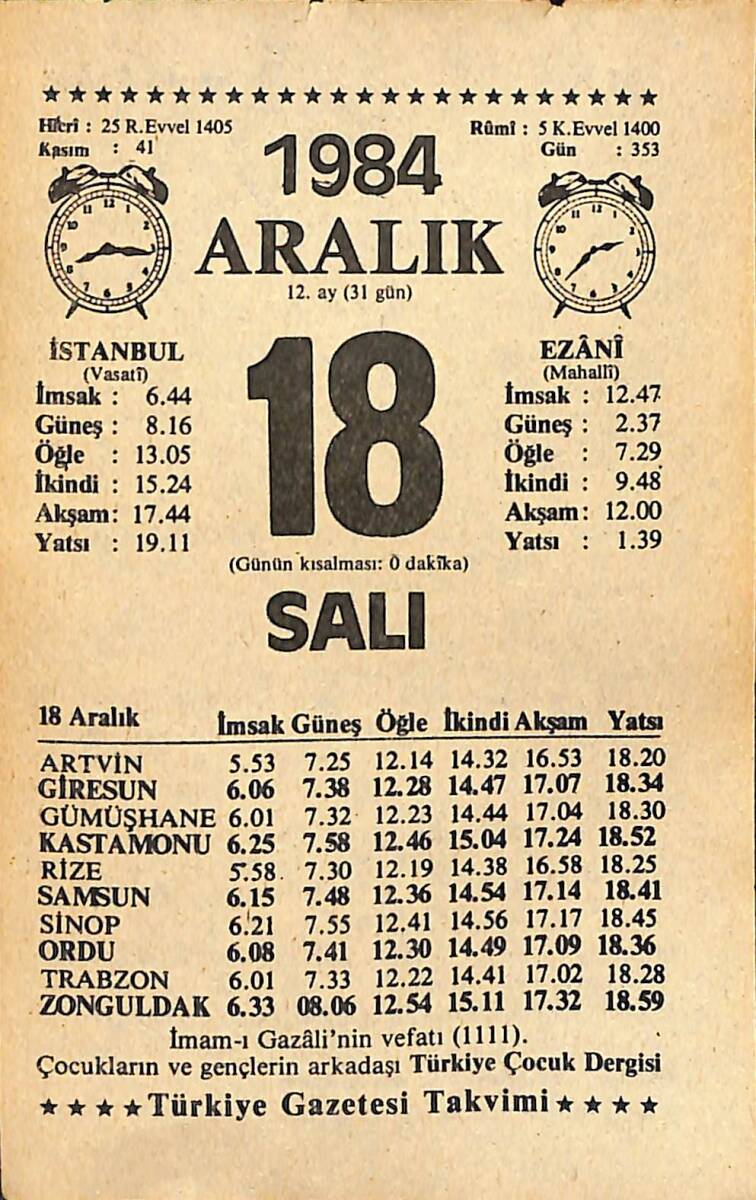 ★ ★ ★ ★ ★ ★ ★ ★ ★ ★ ★ ★ ★ ★ ★ ★ ★ ★ ★ ★ ★ ★ ★ ★
Hicrî : 25 R.Evvel 1405
Kasım : 41
Rûmî : 5 K.Evvel 1400
Gün : 353
1984
ARALIK
12. ay (31 gün)
18
(Günün kısalması: 0 dakîka)
SALI
İSTANBUL
(Vasatî)
İmsak : 6.44
Güneş : 8.16
Öğle : 13.05
İkindi : 15.24
Akşam: 17.44
Yatsı : 19.11
EZÂNÎ
(Mahallî)
İmsak : 12.47
Güneş : 2.37
Öğle : 7.29
İkindi : 9.48
Akşam: 12.00
Yatsı : 1.39
18 Aralık İmsak Güneş Öğle İkindi Akşam Yatsı
ARTVİN 5.53 7.25 12.14 14.32 16.53 18.20
GİRESUN 6.06 7.38 12.28 14.47 17.07 18.34
GÜMÜŞHANE 6.01 7.32 12.23 14.44 17.04 18.30
KASTAMONU 6.25 7.58 12.46 15.04 17.24 18.52
RİZE 5.58 7.30 12.19 14.38 16.58 18.25
SAMSUN 6.15 7.48 12.36 14.54 17.14 18.41
SİNOP 6.21 7.55 12.41 14.56 17.17 18.45
ORDU 6.08 7.41 12.30 14.49 17.09 18.36
TRABZON 6.01 7.33 12.22 14.41 17.02 18.28
ZONGULDAK 6.33 08.06 12.54 15.11 17.32 18.59
İmam-ı Gazâli'nin vefatı (1111).
Çocukların ve gençlerin arkadaşı Türkiye Çocuk Dergisi
★ ★ ★ ★ Türkiye Gazetesi Takvimi ★ ★ ★ ★